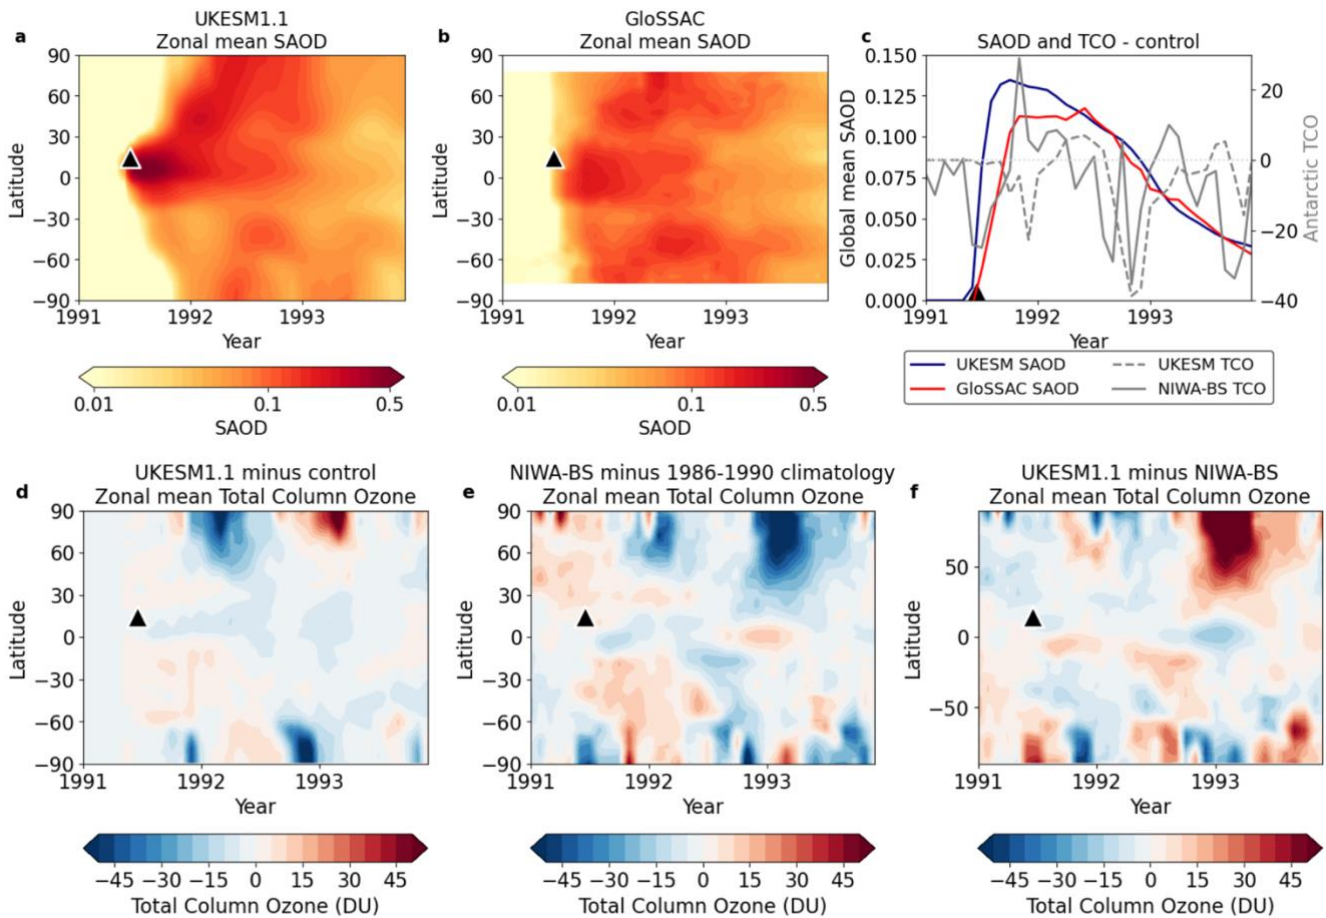 a
UKESM1.1
Zonal mean SAOD
90
60
30
0
−30
−60
−90
Latitude
1991
1992
1993
Year
0.01
0.1
0.5
SAOD
b
GloSSAC
Zonal mean SAOD
90
60
30
0
−30
−60
−90
Latitude
1991
1992
1993
Year
0.01
0.1
0.5
SAOD
c
SAOD and TCO - control
0.150
0.125
0.100
0.075
0.050
0.025
0.000
Global mean SAOD
20
0
−20
−40
Antarctic TCO
1991
1992
1993
Year
UKESM SAOD
GloSSAC SAOD
UKESM TCO
NIWA-BS TCO
d
UKESM1.1 minus control
Zonal mean Total Column Ozone
90
60
30
0
−30
−60
−90
Latitude
1991
1992
1993
Year
−45
−30
−15
0
15
30
45
Total Column Ozone (DU)
e
NIWA-BS minus 1986-1990 climatology
Zonal mean Total Column Ozone
90
60
30
0
−30
−60
−90
Latitude
1991
1992
1993
Year
−45
−30
−15
0
15
30
45
Total Column Ozone (DU)
f
UKESM1.1 minus NIWA-BS
Zonal mean Total Column Ozone
50
0
−50
Latitude
1991
1992
1993
Year
−45
−30
−15
0
15
30
45
Total Column Ozone (DU)